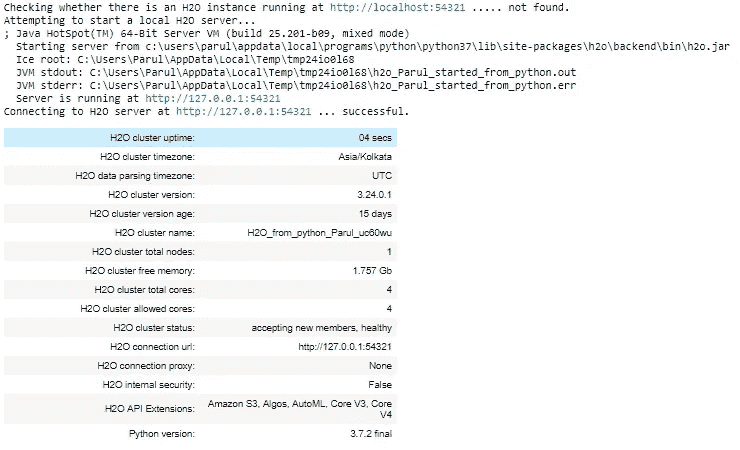 Checking whether there is an H2O instance running at http://localhost:54321 ..... not found.
Attempting to start a local H2O server...
; Java HotSpot(TM) 64-Bit Server VM (build 25.201-b09, mixed mode)
Starting server from c:\users\parul\appdata\local\programs\python\python37\lib\site-packages\h2o\backend\bin\h2o.jar
Ice root: C:\Users\Parul\AppData\Local\Temp\tmp24io0l68
JVM stdout: C:\Users\Parul\AppData\Local\Temp\tmp24io0l68\h2o_Parul_started_from_python.out
JVM stderr: C:\Users\Parul\AppData\Local\Temp\tmp24io0l68\h2o_Parul_started_from_python.err
Server is running at http://127.0.0.1:54321
Connecting to H2O server at http://127.0.0.1:54321 ... successful.
H2O cluster uptime: 04 secs
H2O cluster timezone: Asia/Kolkata
H2O data parsing timezone: UTC
H2O cluster version: 3.24.0.1
H2O cluster version age: 15 days
H2O cluster name: H2O_from_python_Parul_uc60wu
H2O cluster total nodes: 1
H2O cluster free memory: 1.757 Gb
H2O cluster total cores: 4
H2O cluster allowed cores: 4
H2O cluster status: accepting new members, healthy
H2O connection url: http://127.0.0.1:54321
H2O connection proxy: None
H2O internal security: False
H2O API Extensions: Amazon S3, Algos, AutoML, Core V3, Core
V4
Python version: 3.7.2 final